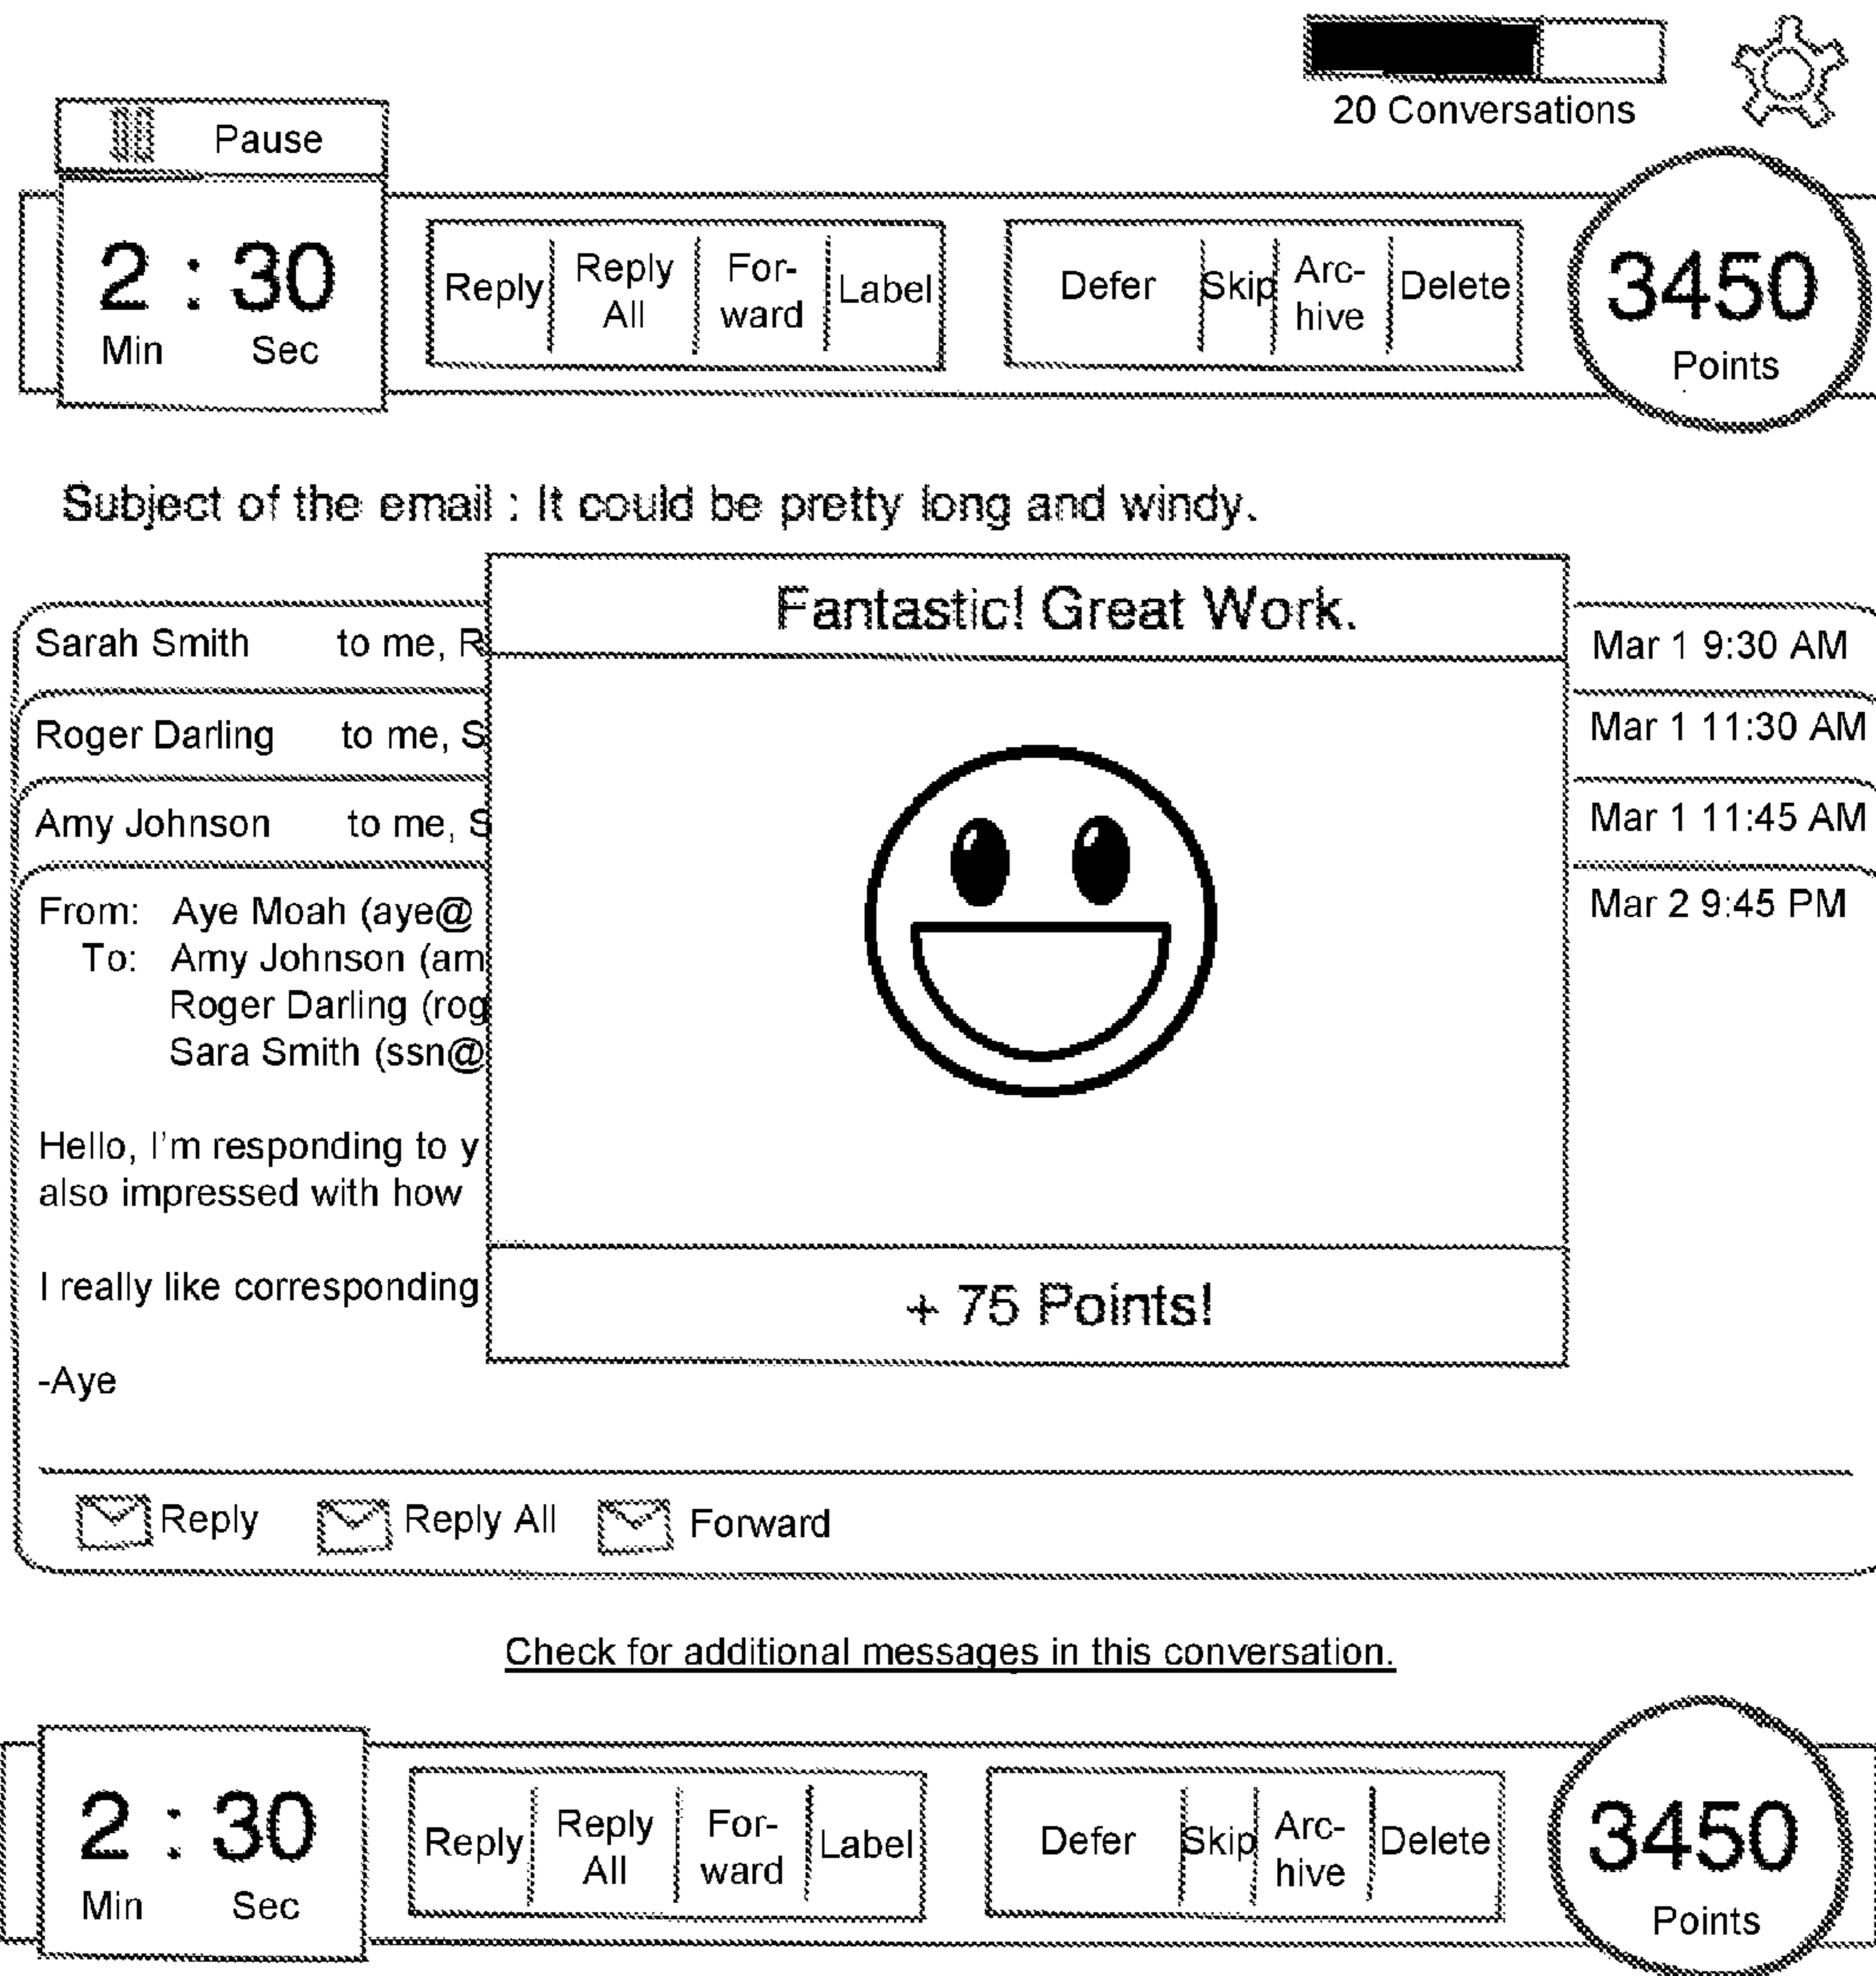 20 Conversations
Pause
2 : 30
Min Sec
Reply
Reply
All
For-
ward
Label
Defer
Skip
Arc-
hive
Delete
3450
Points
Subject of the email : It could be pretty long and windy.
Fantastic! Great Work.
Sarah Smith to me, R
Mar 1 9:30 AM
Roger Darling to me, S
Mar 1 11:30 AM
Amy Johnson to me, S
Mar 1 11:45 AM
From: Aye Moah (aye@
Mar 2 9:45 PM
To: Amy Johnson (am
Roger Darling (rog
Sara Smith (ssn@
Hello, I'm responding to y
also impressed with how
I really like corresponding
+ 75 Points!
-Aye
Reply Reply All Forward
Check for additional messages in this conversation.
2 : 30
Min Sec
Reply
Reply
All
For-
ward
Label
Defer
Skip
Arc-
hive
Delete
3450
Points